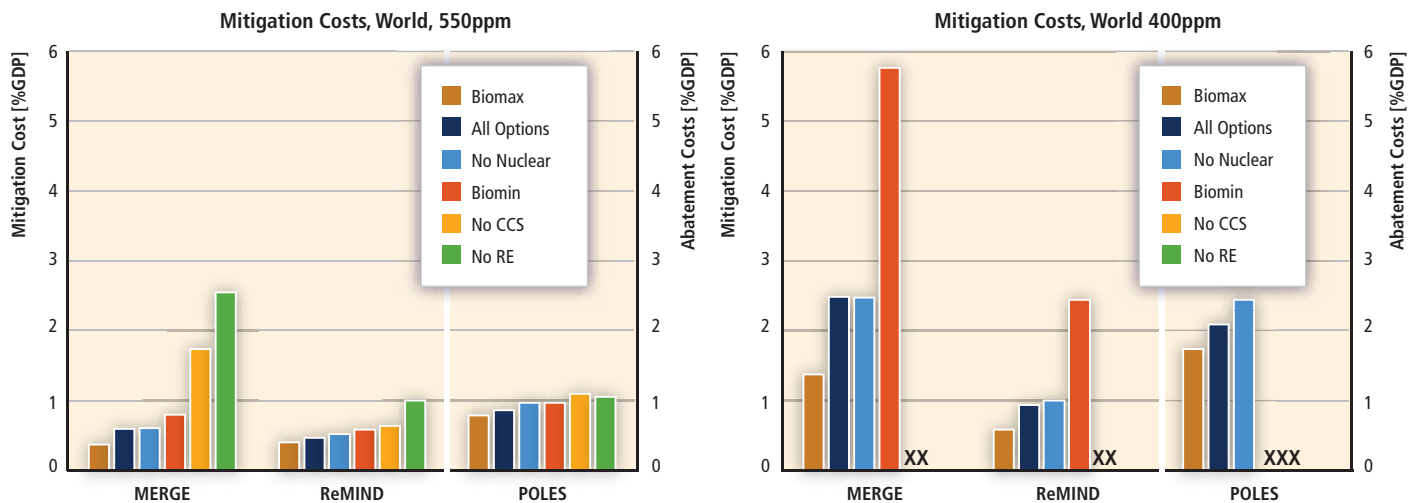 Mitigation Costs, World, 550ppm
Mitigation Cost [%GDP]
6
5
4
3
2
1
0
Biomax
All Options
No Nuclear
Biomin
No CCS
No RE
6
5
4
3
2
1
0
Abatement Costs [%GDP]
MERGE
ReMIND
POLES
Mitigation Costs, World 400ppm
Mitigation Cost [%GDP]
6
5
4
3
2
1
0
Biomax
All Options
No Nuclear
Biomin
No CCS
No RE
XX
XX
XXX
6
5
4
3
2
1
0
Abatement Costs [%GDP]
MERGE
ReMIND
POLES